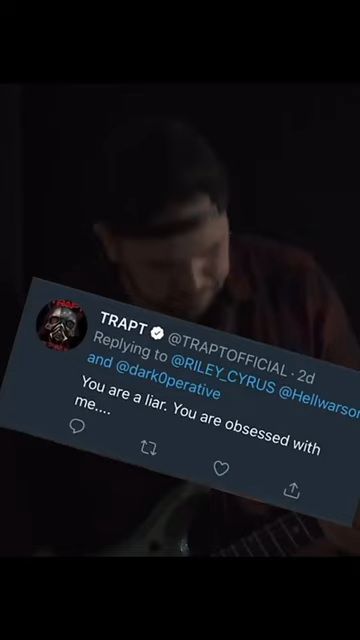 TRAPT @TRAPTOFFICIAL · 2d
Replying to @RILEY_CYRUS @Hellwarson
and @dark0perative
You are a liar. You are obsessed with
me....